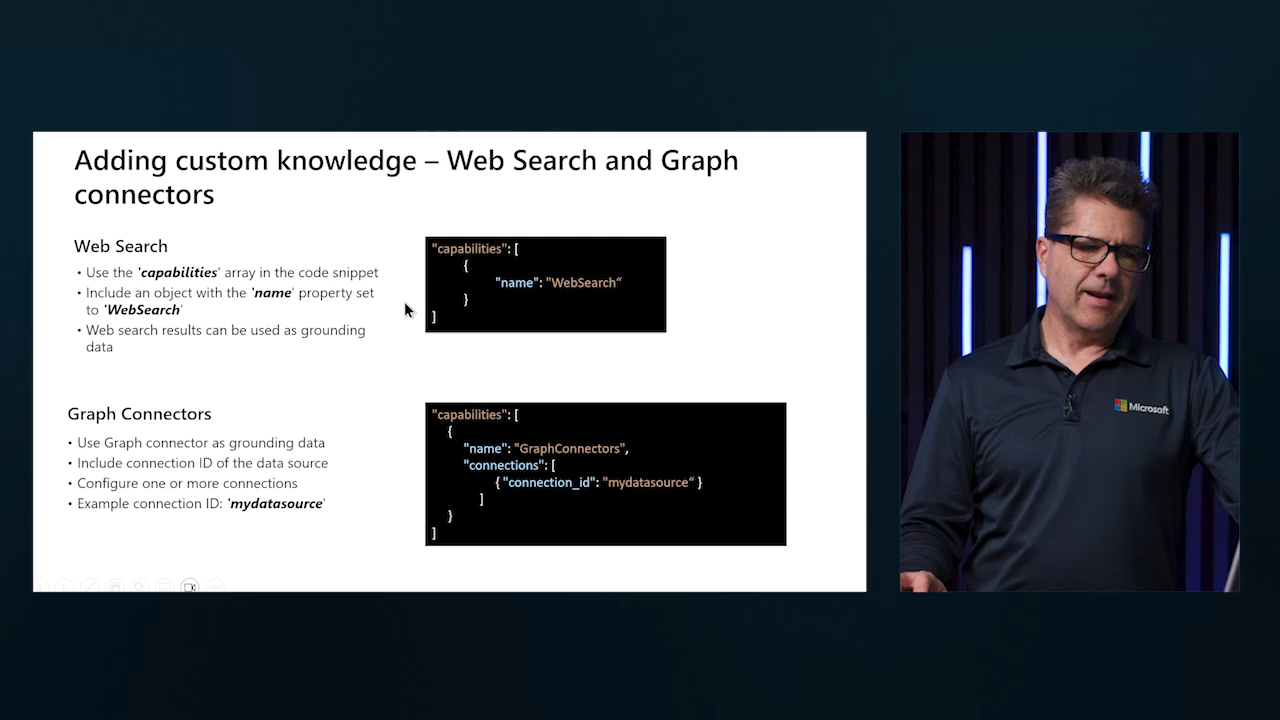 Adding custom knowledge – Web Search and Graph
connectors
Web Search
• Use the 'capabilities' array in the code snippet
• Include an object with the 'name' property set
to 'WebSearch'
• Web search results can be used as grounding
data
"capabilities": [
{
"name": "WebSearch“
}
]
Graph Connectors
• Use Graph connector as grounding data
• Include connection ID of the data source
• Configure one or more connections
• Example connection ID: 'mydatasource'
"capabilities": [
{
"name": "GraphConnectors",
"connections": [
{ "connection_id": "mydatasource“ }
]
}
]
Microsoft